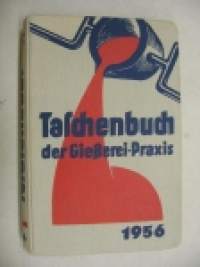 Taschenbuch
der Gießerei-Praxis
1956